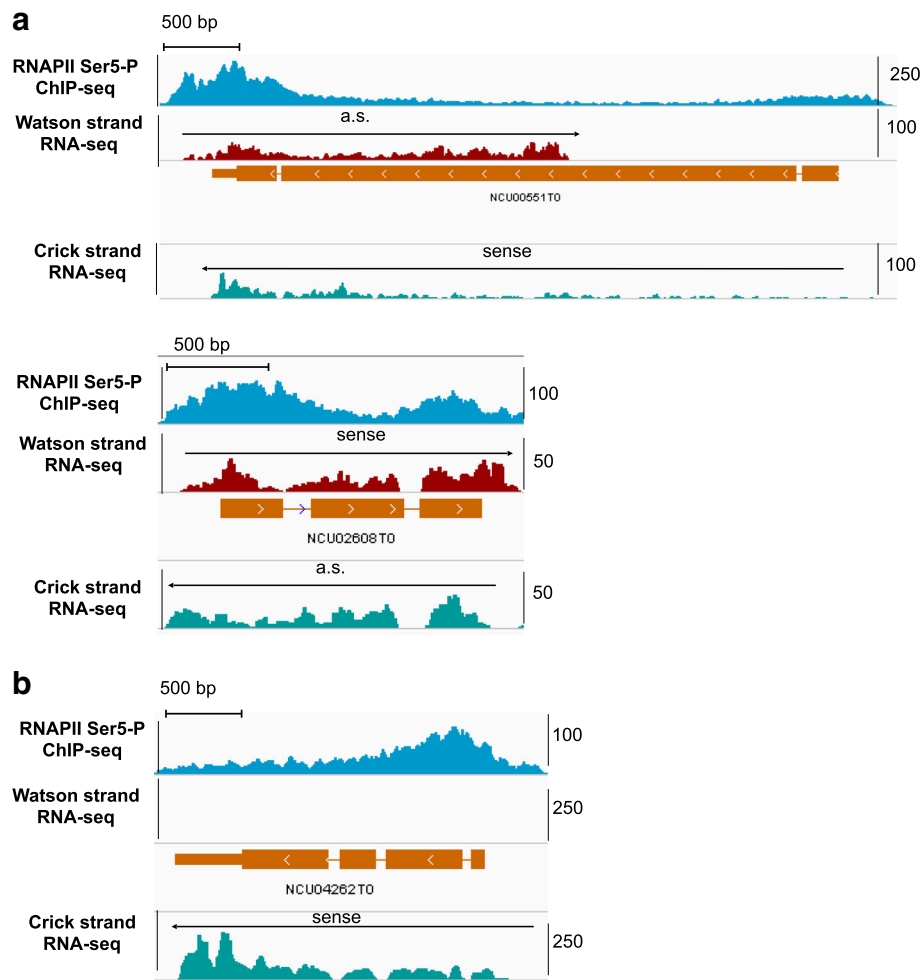 a
500 bp
RNAPII Ser5-P
ChIP-seq
250
Watson strand
RNA-seq
a.s.
100
NCU00551T0
Crick strand
RNA-seq
sense
100
500 bp
RNAPII Ser5-P
ChIP-seq
100
Watson strand
RNA-seq
sense
50
NCU02608T0
Crick strand
RNA-seq
a.s.
50
b
500 bp
RNAPII Ser5-P
ChIP-seq
100
Watson strand
RNA-seq
250
NCU04262T0
Crick strand
RNA-seq
sense
250